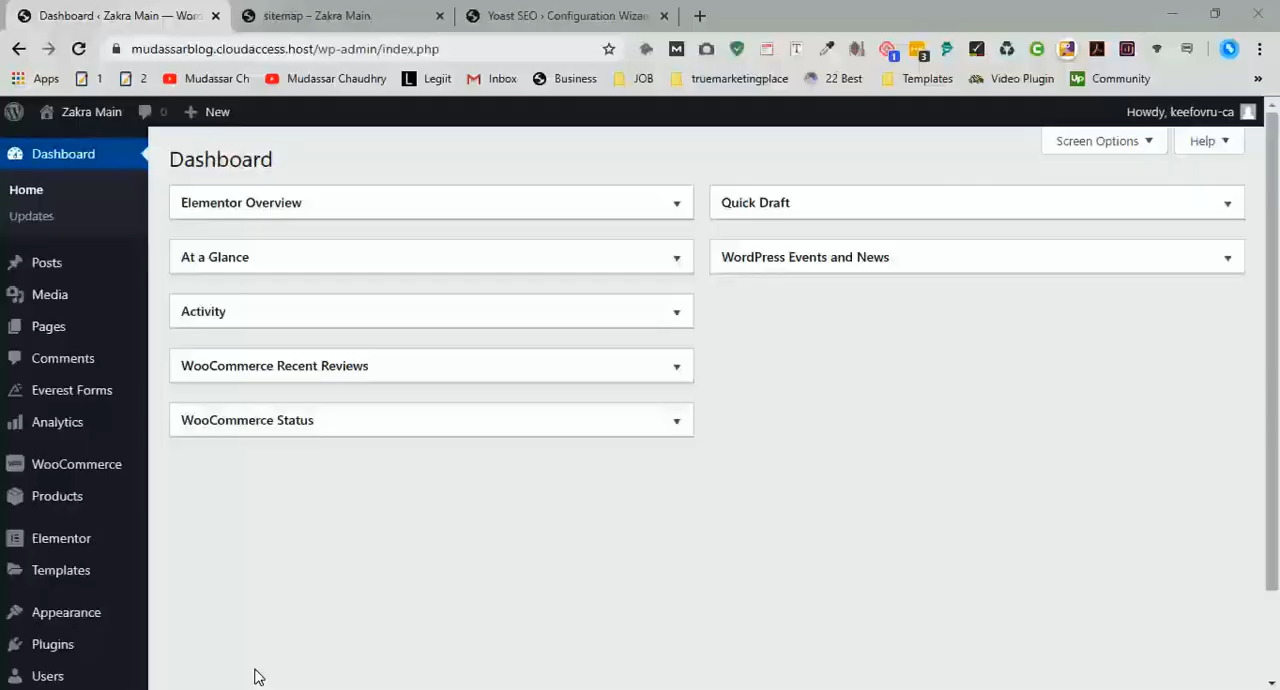 Dashboard ‹ Zakra Main — Wor
sitemap – Zakra Main
Yoast SEO › Configuration Wizar
mudassarblog.cloudaccess.host/wp-admin/index.php
Apps 1 2 Mudassar Ch Mudassar Chaudhry Legiit Inbox Business JOB truemarketingplace 22 Best Templates Video Plugin Community
Zakra Main 0 New
Howdy, keefovru-ca
Screen Options
Help
Dashboard
Dashboard
Home
Updates
Posts
Media
Pages
Comments
Everest Forms
Analytics
WooCommerce
Products
Elementor
Templates
Appearance
Plugins
Users
Elementor Overview
At a Glance
Activity
WooCommerce Recent Reviews
WooCommerce Status
Quick Draft
WordPress Events and News